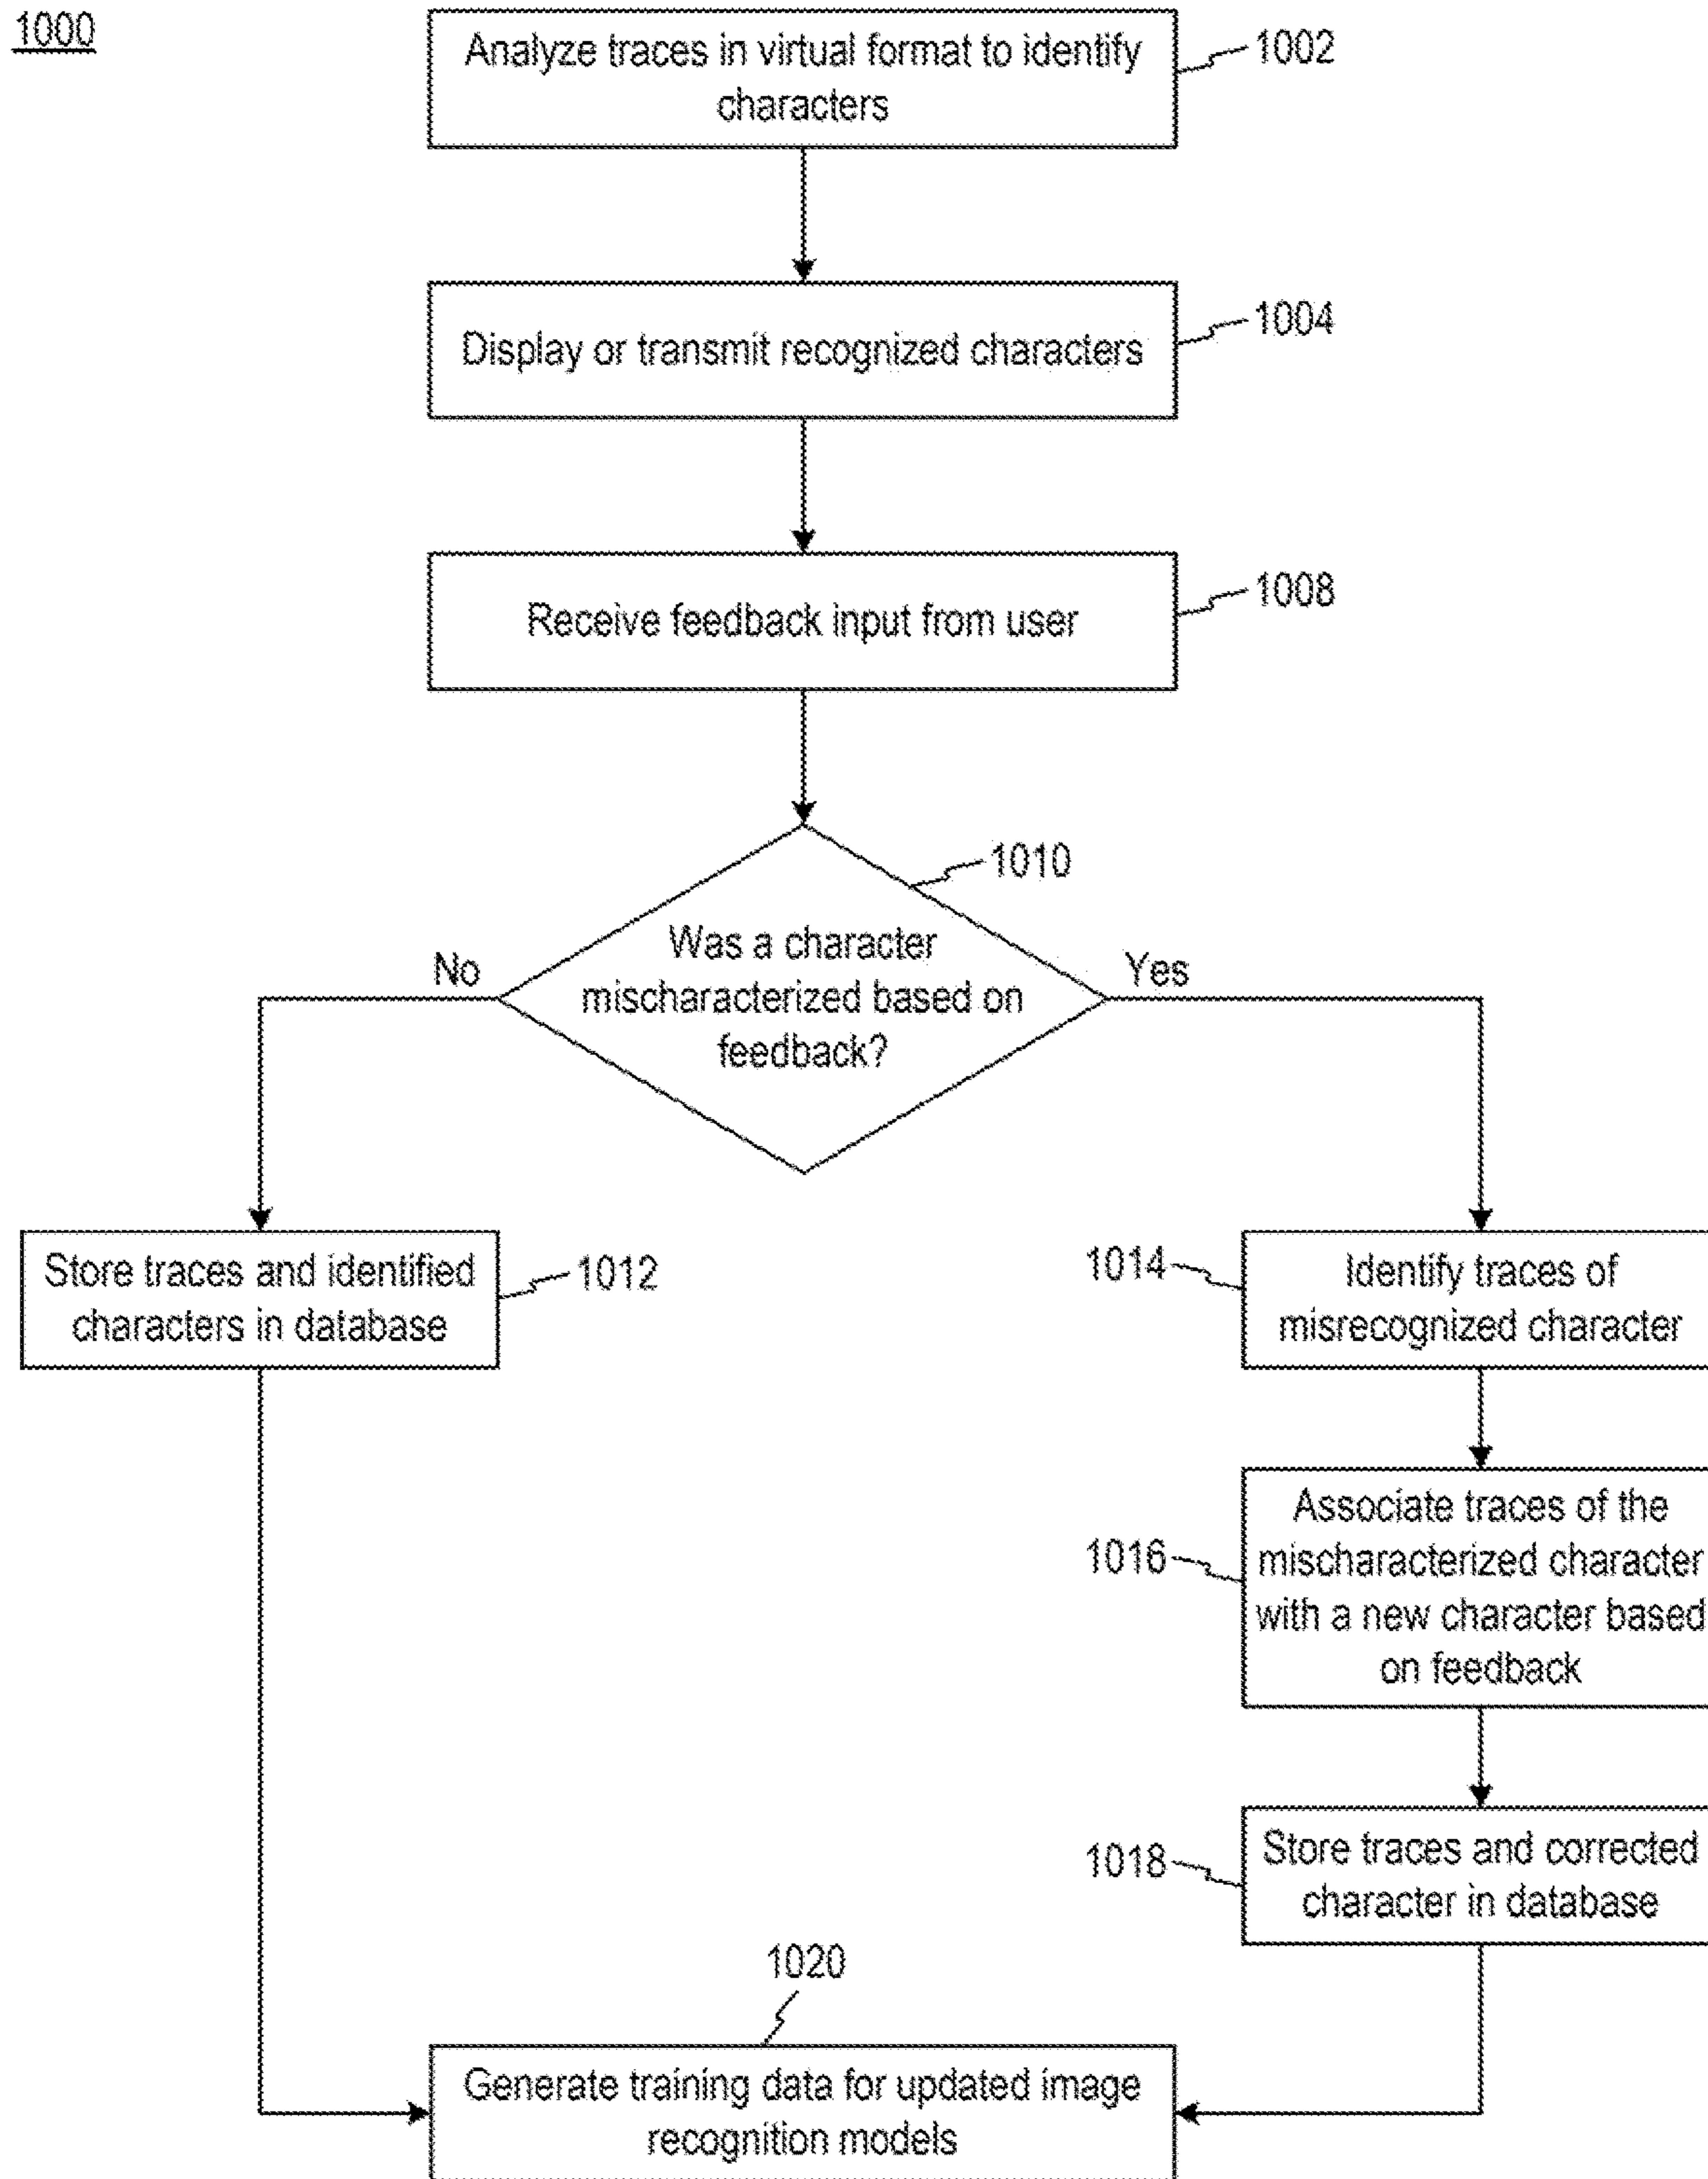 1000
Analyze traces in virtual format to identify
characters
1002
Display or transmit recognized characters
1004
Receive feedback input from user
1008
1010
Was a character
mischaracterized based on
feedback?
No
Yes
Store traces and identified
characters in database
1012
1014
Identify traces of
misrecognized character
1016
Associate traces of the
mischaracterized character
with a new character based
on feedback
1018
Store traces and corrected
character in database
1020
Generate training data for updated image
recognition models